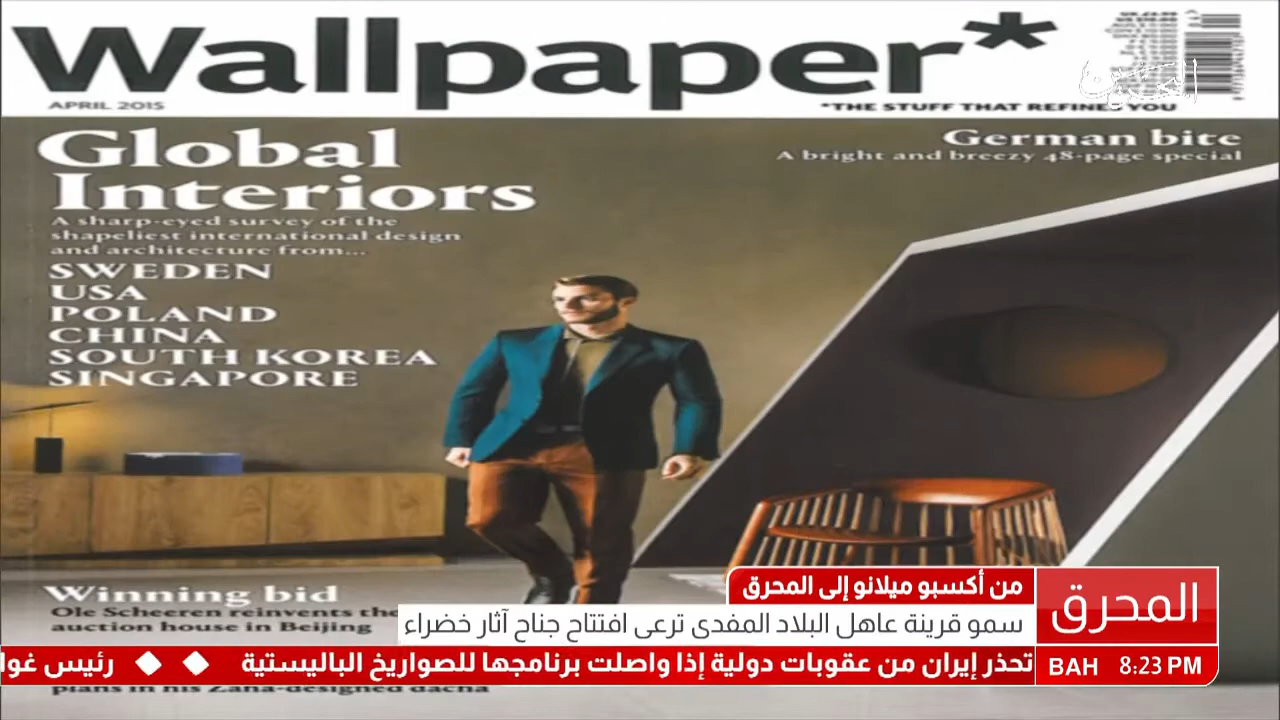 Wallpaper*
APRIL 2015
*THE STUFF THAT REFINES YOU
Global
Interiors
A sharp-eyed survey of the
shapeliest international design
and architecture from...
SWEDEN
USA
POLAND
CHINA
SOUTH KOREA
SINGAPORE
German bite
A bright and breezy 48-page special
Winning bid
Ole Scheeren reinvents the
auction house in Beijing
من أكسبو ميلانو إلى المحرق
المحرق
سمو قرينة عاهل البلاد المفدى ترعى افتتاح جناح آثار خضراء
تحذر إيران من عقوبات دولية إذا واصلت برنامجها للصواريخ الباليستية
رئيس غوا
BAH 8:23 PM
plans in his Zaha-designed dacha